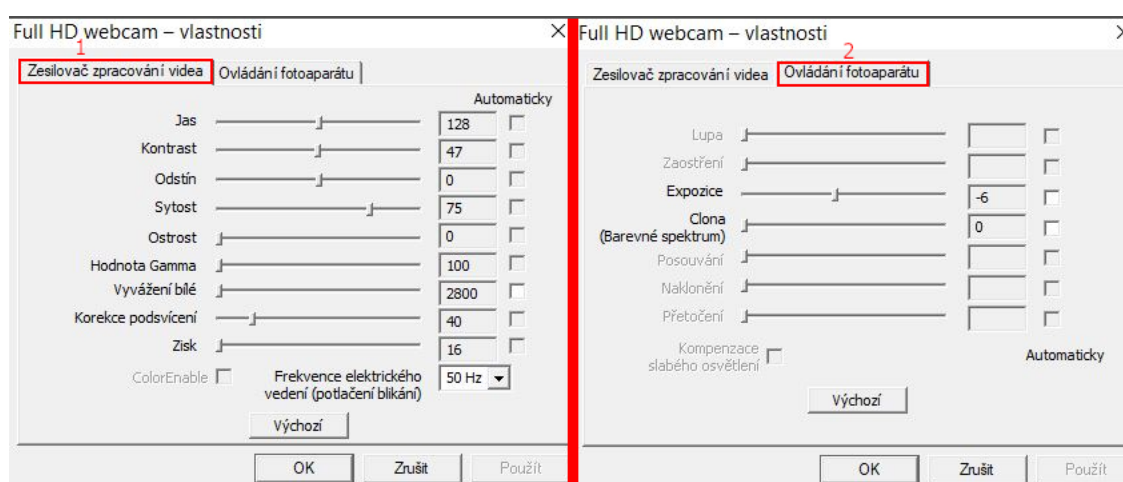 Full HD webcam – vlastnosti
1
Zesilovač zpracování videa Ovládání fotoaparátu
Automaticky
Jas 128
Kontrast 47
Odstín 0
Sytost 75
Ostrost 0
Hodnota Gamma 100
Vyvážení bílé 2800
Korekce podsvícení 40
Zisk 16
ColorEnable Frekvence elektrického 50 Hz
vedení (potlačení blikání)
Výchozí
OK Zrušit Použít
Full HD webcam – vlastnosti
2
Zesilovač zpracování videa Ovládání fotoaparátu
Lupa
Zaostření
Expozice -6
Clona 0
(Barevné spektrum)
Posouvání
Naklonění
Přetočení
Kompenzace
slabého osvětlení
Automaticky
Výchozí
OK Zrušit Použít